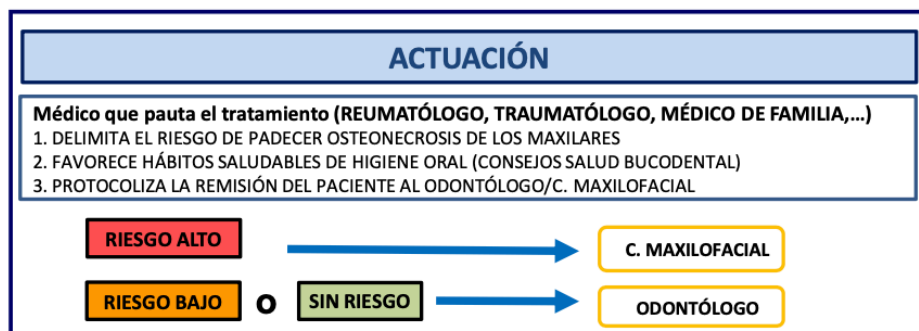 ACTUACIÓN
Médico que pauta el tratamiento (REUMATÓLOGO, TRAUMATÓLOGO, MÉDICO DE FAMILIA,...)
1. DELIMITA EL RIESGO DE PADECER OSTEONECROSIS DE LOS MAXILARES
2. FAVORECE HÁBITOS SALUDABLES DE HIGIENE ORAL (CONSEJOS SALUD BUCODENTAL)
3. PROTOCOLIZA LA REMISIÓN DEL PACIENTE AL ODONTÓLOGO/C. MAXILOFACIAL
RIESGO ALTO C. MAXILOFACIAL
RIESGO BAJO O SIN RIESGO ODONTÓLOGO